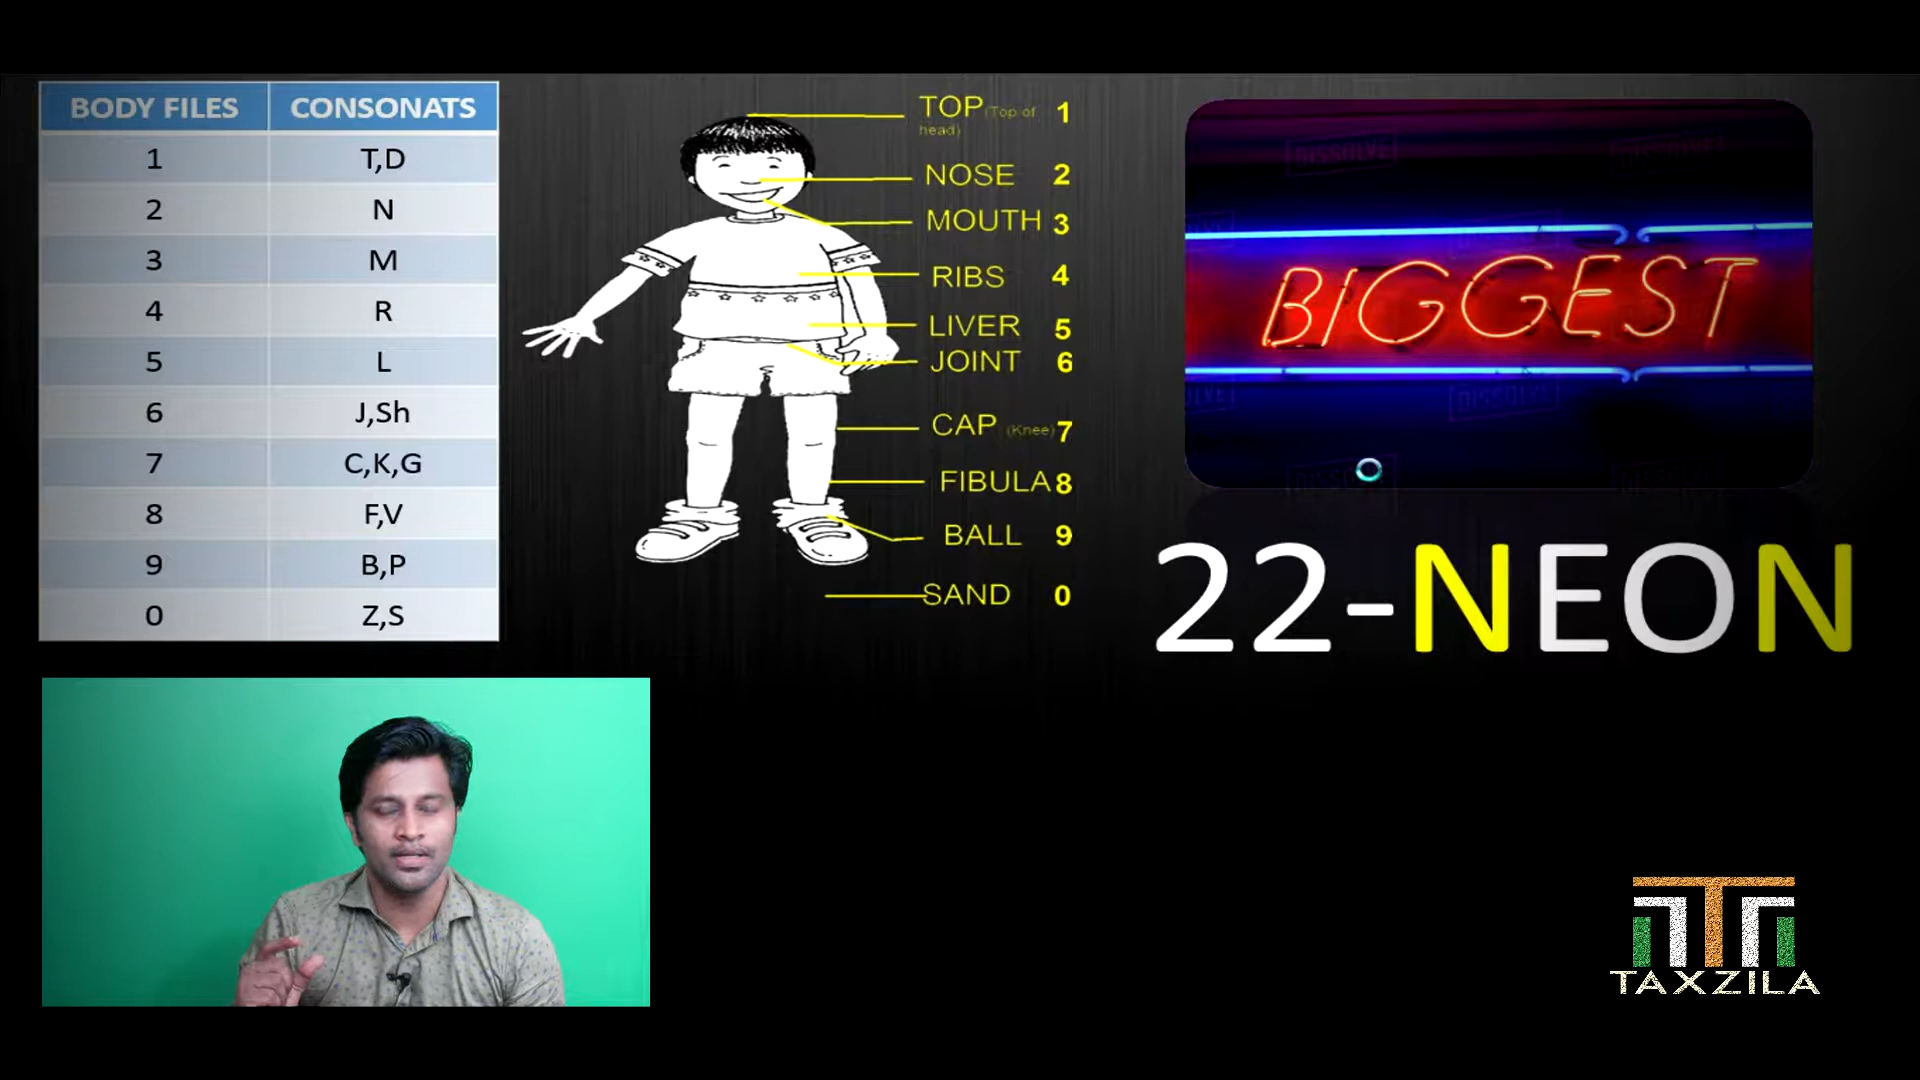 BODY FILES CONSONATS
1 T,D
2 N
3 M
4 R
5 L
6 J,Sh
7 C,K,G
8 F,V
9 B,P
0 Z,S
TOP (Top of head) 1
NOSE 2
MOUTH 3
RIBS 4
LIVER 5
JOINT 6
CAP (Knee) 7
FIBULA 8
BALL 9
SAND 0
DISSOLVE
BIGGEST
DISSOLVE
22-NEON
TAXZILA